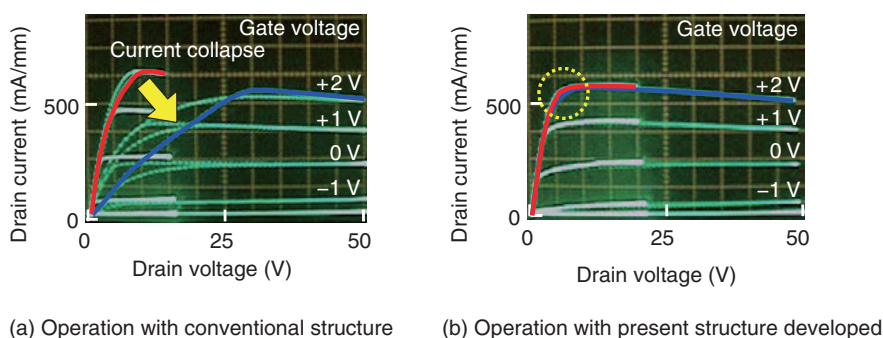 Gate voltage
Current collapse
+2 V
+1 V
0 V
−1 V
500
0
0
25
50
Drain current (mA/mm)
Drain voltage (V)
(a) Operation with conventional structure
Gate voltage
+2 V
+1 V
0 V
−1 V
500
0
0
25
50
Drain current (mA/mm)
Drain voltage (V)
(b) Operation with present structure developed